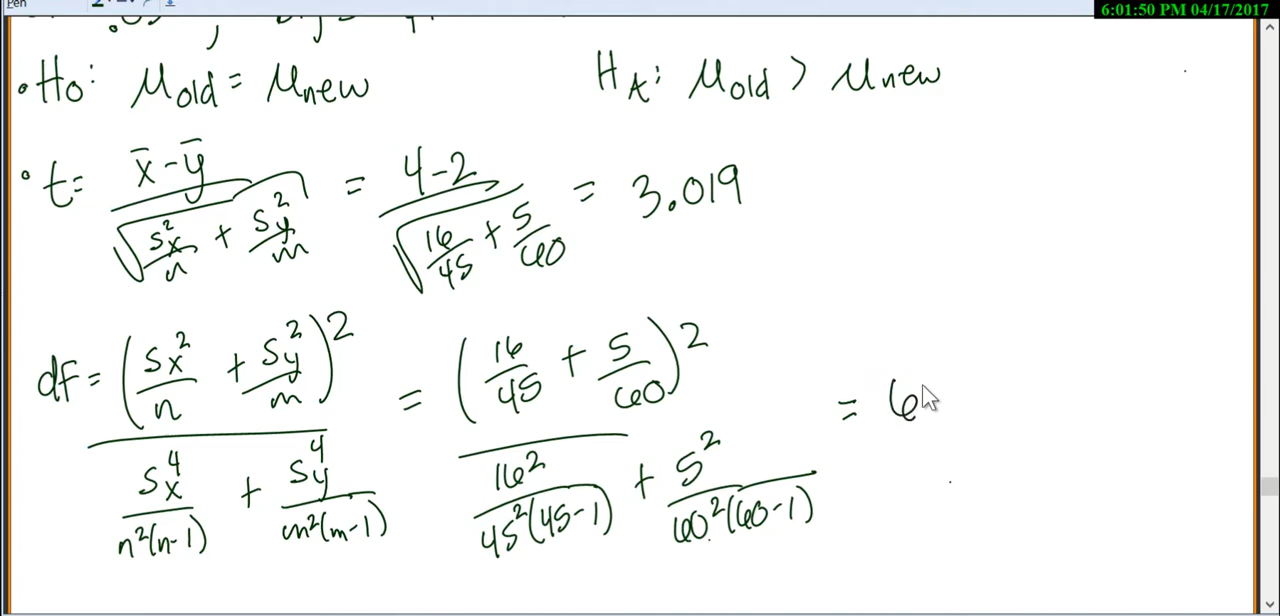 Pen
6:01:50 PM 04/17/2017
.05,
• Ho: μold = μnew    HA: μold > μnew
• t = (x̄ - ȳ) / √(sx²/n + sy²/m) = (4-2) / √(16/45 + 5/60) = 3.019
df = (sx²/n + sy²/m)² / (sx⁴/n²(n-1) + sy⁴/m²(m-1)) = (16/45 + 5/60)² / (16²/45²(45-1) + 5²/60²(60-1)) = 6